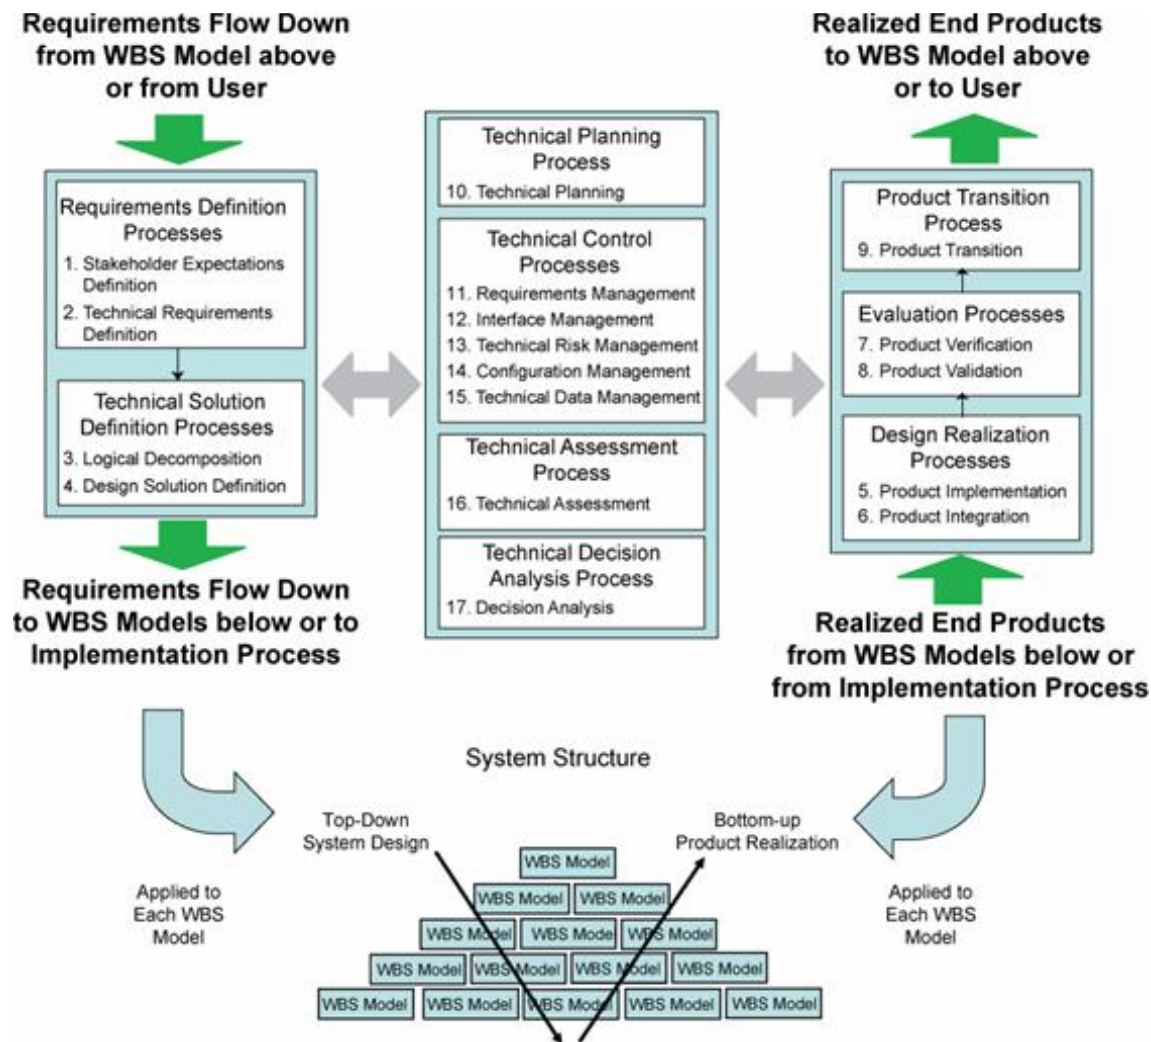 Requirements Flow Down
from WBS Model above
or from User
Requirements Definition
Processes
1. Stakeholder Expectations
Definition
2. Technical Requirements
Definition
Technical Solution
Definition Processes
3. Logical Decomposition
4. Design Solution Definition
Requirements Flow Down
to WBS Models below or to
Implementation Process
Technical Planning
Process
10. Technical Planning
Technical Control
Processes
11. Requirements Management
12. Interface Management
13. Technical Risk Management
14. Configuration Management
15. Technical Data Management
Technical Assessment
Process
16. Technical Assessment
Technical Decision
Analysis Process
17. Decision Analysis
Realized End Products
to WBS Model above
or to User
Product Transition
Process
9. Product Transition
Evaluation Processes
7. Product Verification
8. Product Validation
Design Realization
Processes
5. Product Implementation
6. Product Integration
Realized End Products
from WBS Models below or
from Implementation Process
System Structure
Top-Down
System Design
Bottom-up
Product Realization
Applied to
Each WBS
Model
Applied to
Each WBS
Model
WBS Model
WBS Model WBS Model
WBS Model WBS Model WBS Model
WBS Model WBS Model WBS Model WBS Model
WBS Model WBS Model WBS Model WBS Model WBS Model